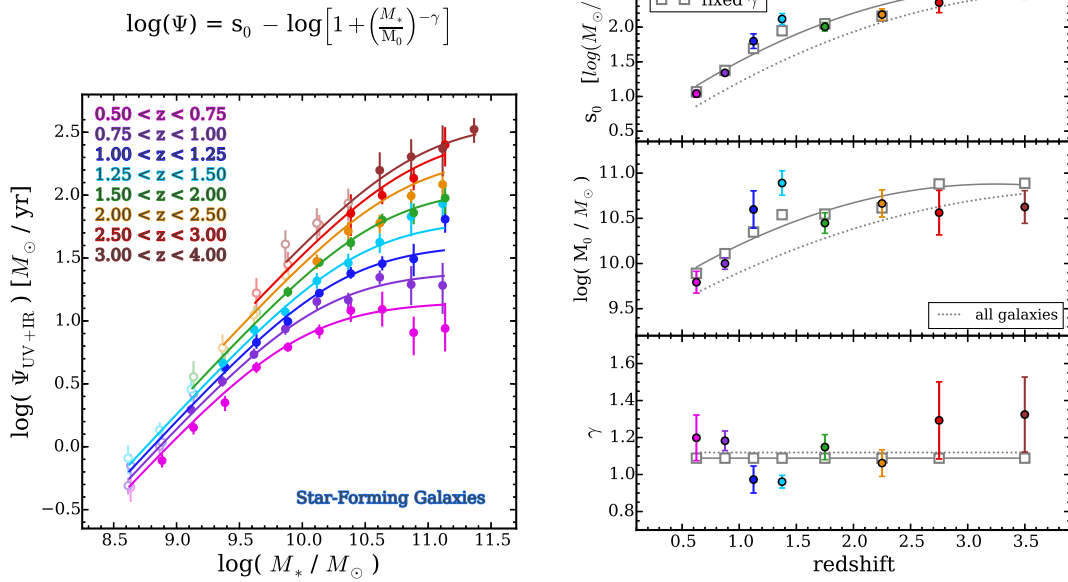 log(Ψ) = s₀ − log[1+(M*/M₀)^−γ]
2.5
2.0
1.5
1.0
0.5
0.0
−0.5
log( Ψ_UV+IR ) [M⊙ / yr]
0.50 < z < 0.75
0.75 < z < 1.00
1.00 < z < 1.25
1.25 < z < 1.50
1.50 < z < 2.00
2.00 < z < 2.50
2.50 < z < 3.00
3.00 < z < 4.00
Star-Forming Galaxies
8.5 9.0 9.5 10.0 10.5 11.0 11.5
log( M* / M⊙ )
fixed γ
2.0
1.5
1.0
0.5
s₀ [log(M⊙/
11.0
10.5
10.0
9.5
log( M₀ / M⊙ )
all galaxies
1.6
1.4
1.2
1.0
0.8
γ
0.5 1.0 1.5 2.0 2.5 3.0 3.5
redshift